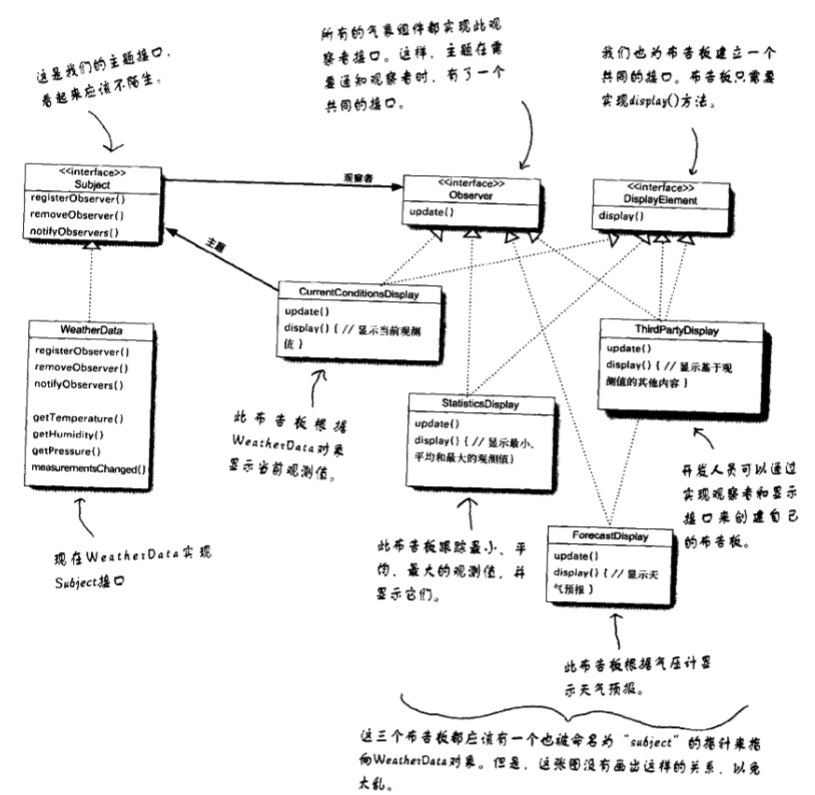 这是我们的主题接口，
看起来应该不陌生。
所有的气象组件都实现此观
察者接口。这样，主题在需
要通知观察者时，有了一个
共同的接口。
我们也为布告板建立一个
共同的接口。布告板只需要
实现display()方法。
<<interface>>
Subject
registerObserver()
removeObserver()
notifyObservers()
观察者
<<interface>>
Observer
update()
<<interface>>
DisplayElement
display()
主题
WeatherData
registerObserver()
removeObserver()
notifyObservers()
getTemperature()
getHumidity()
getPressure()
measurementsChanged()
CurrentConditionsDisplay
update()
display() { // 显示当前观测
值 }
ThirdPartyDisplay
update()
display() { // 显示基于观
测值的其他内容 }
StatisticsDisplay
update()
display() { // 显示最小、
平均和最大的观测值}
此布告板根据
WeatherData对象
显示当前观测值。
开发人员可以通过
实现观察者和显示
接口来创建自己
的布告板。
现在WeatherData实现
Subject接口
此布告板跟踪最小、平
均、最大的观测值，并
显示它们。
ForecastDisplay
update()
display() { // 显示天
气预报 }
此布告板根据气压计显
示天气预报。
这三个布告板都应该有一个也被命名为“subject”的指针来指
向WeatherData对象。但是，这张图没有画出这样的关系，以免
太乱。